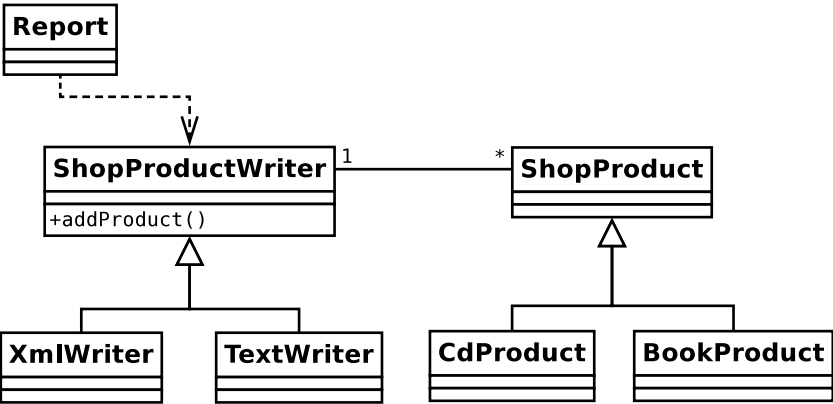 Report
ShopProductWriter
1
*
ShopProduct
+addProduct()
XmlWriter
TextWriter
CdProduct
BookProduct